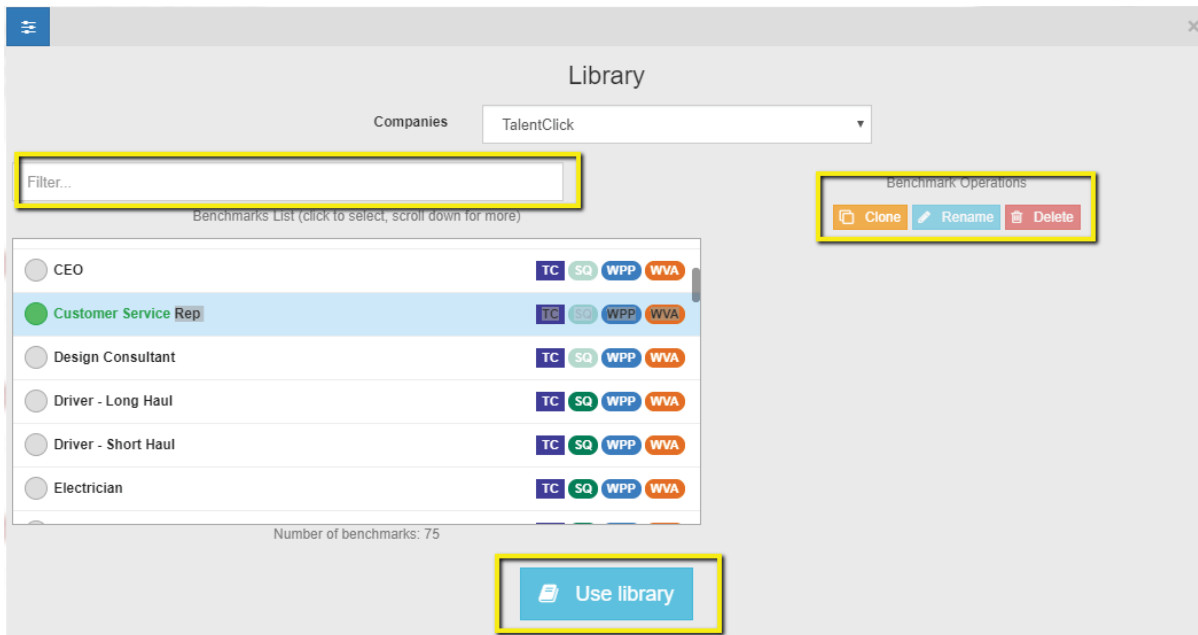 ×
Library
Companies TalentClick
Filter...
Benchmark Operations
Benchmarks List (click to select, scroll down for more)
Clone Rename Delete
CEO TC SQ WPP WVA
Customer Service Rep TC SQ WPP WVA
Design Consultant TC SQ WPP WVA
Driver - Long Haul TC SQ WPP WVA
Driver - Short Haul TC SQ WPP WVA
Electrician TC SQ WPP WVA
Number of benchmarks: 75
Use library